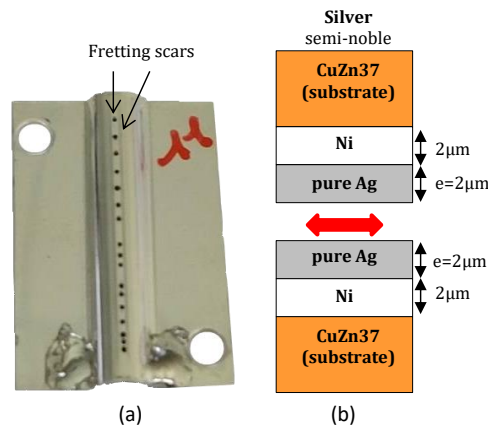 Fretting scars
(a)
Silver
semi-noble
CuZn37
(substrate)
Ni
2μm
pure Ag
e=2μm
pure Ag
e=2μm
Ni
2μm
CuZn37
(substrate)
(b)